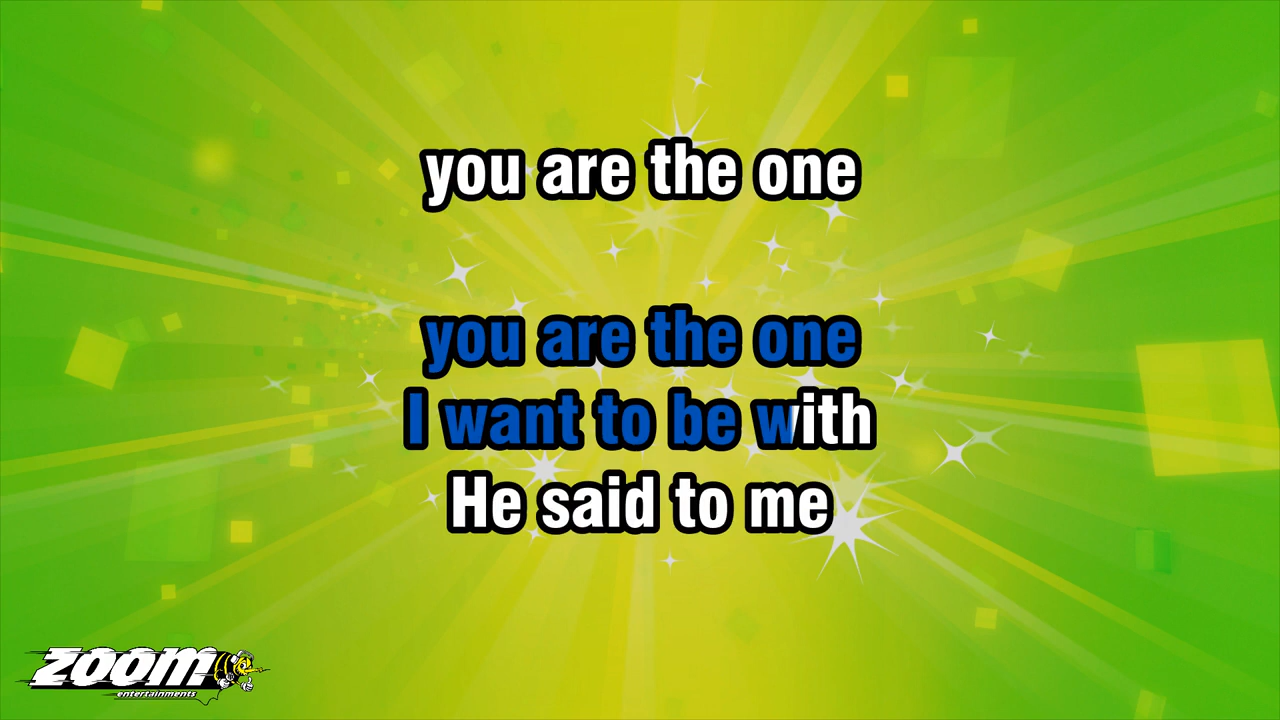 you are the one
you are the one
I want to be with
He said to me
zoom
entertainments